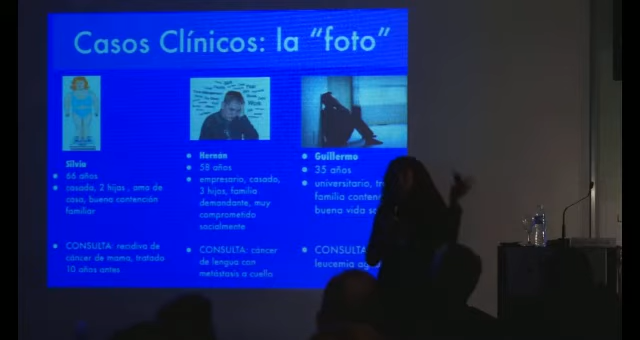 Casos Clínicos: la "foto"
Silvia
66 años
casada, 2 hijas, ama de
casa, buena contención
familiar
CONSULTA: recidiva de
cáncer de mama, tratado
10 años antes
Hernán
58 años
empresario, casado,
3 hijos, familia
demandante, muy
comprometido
socialmente
CONSULTA: cáncer
de lengua con
metástasis a cuello
Guillermo
35 años
universitario,
familia
buena vida
CONSULTA
leucemia